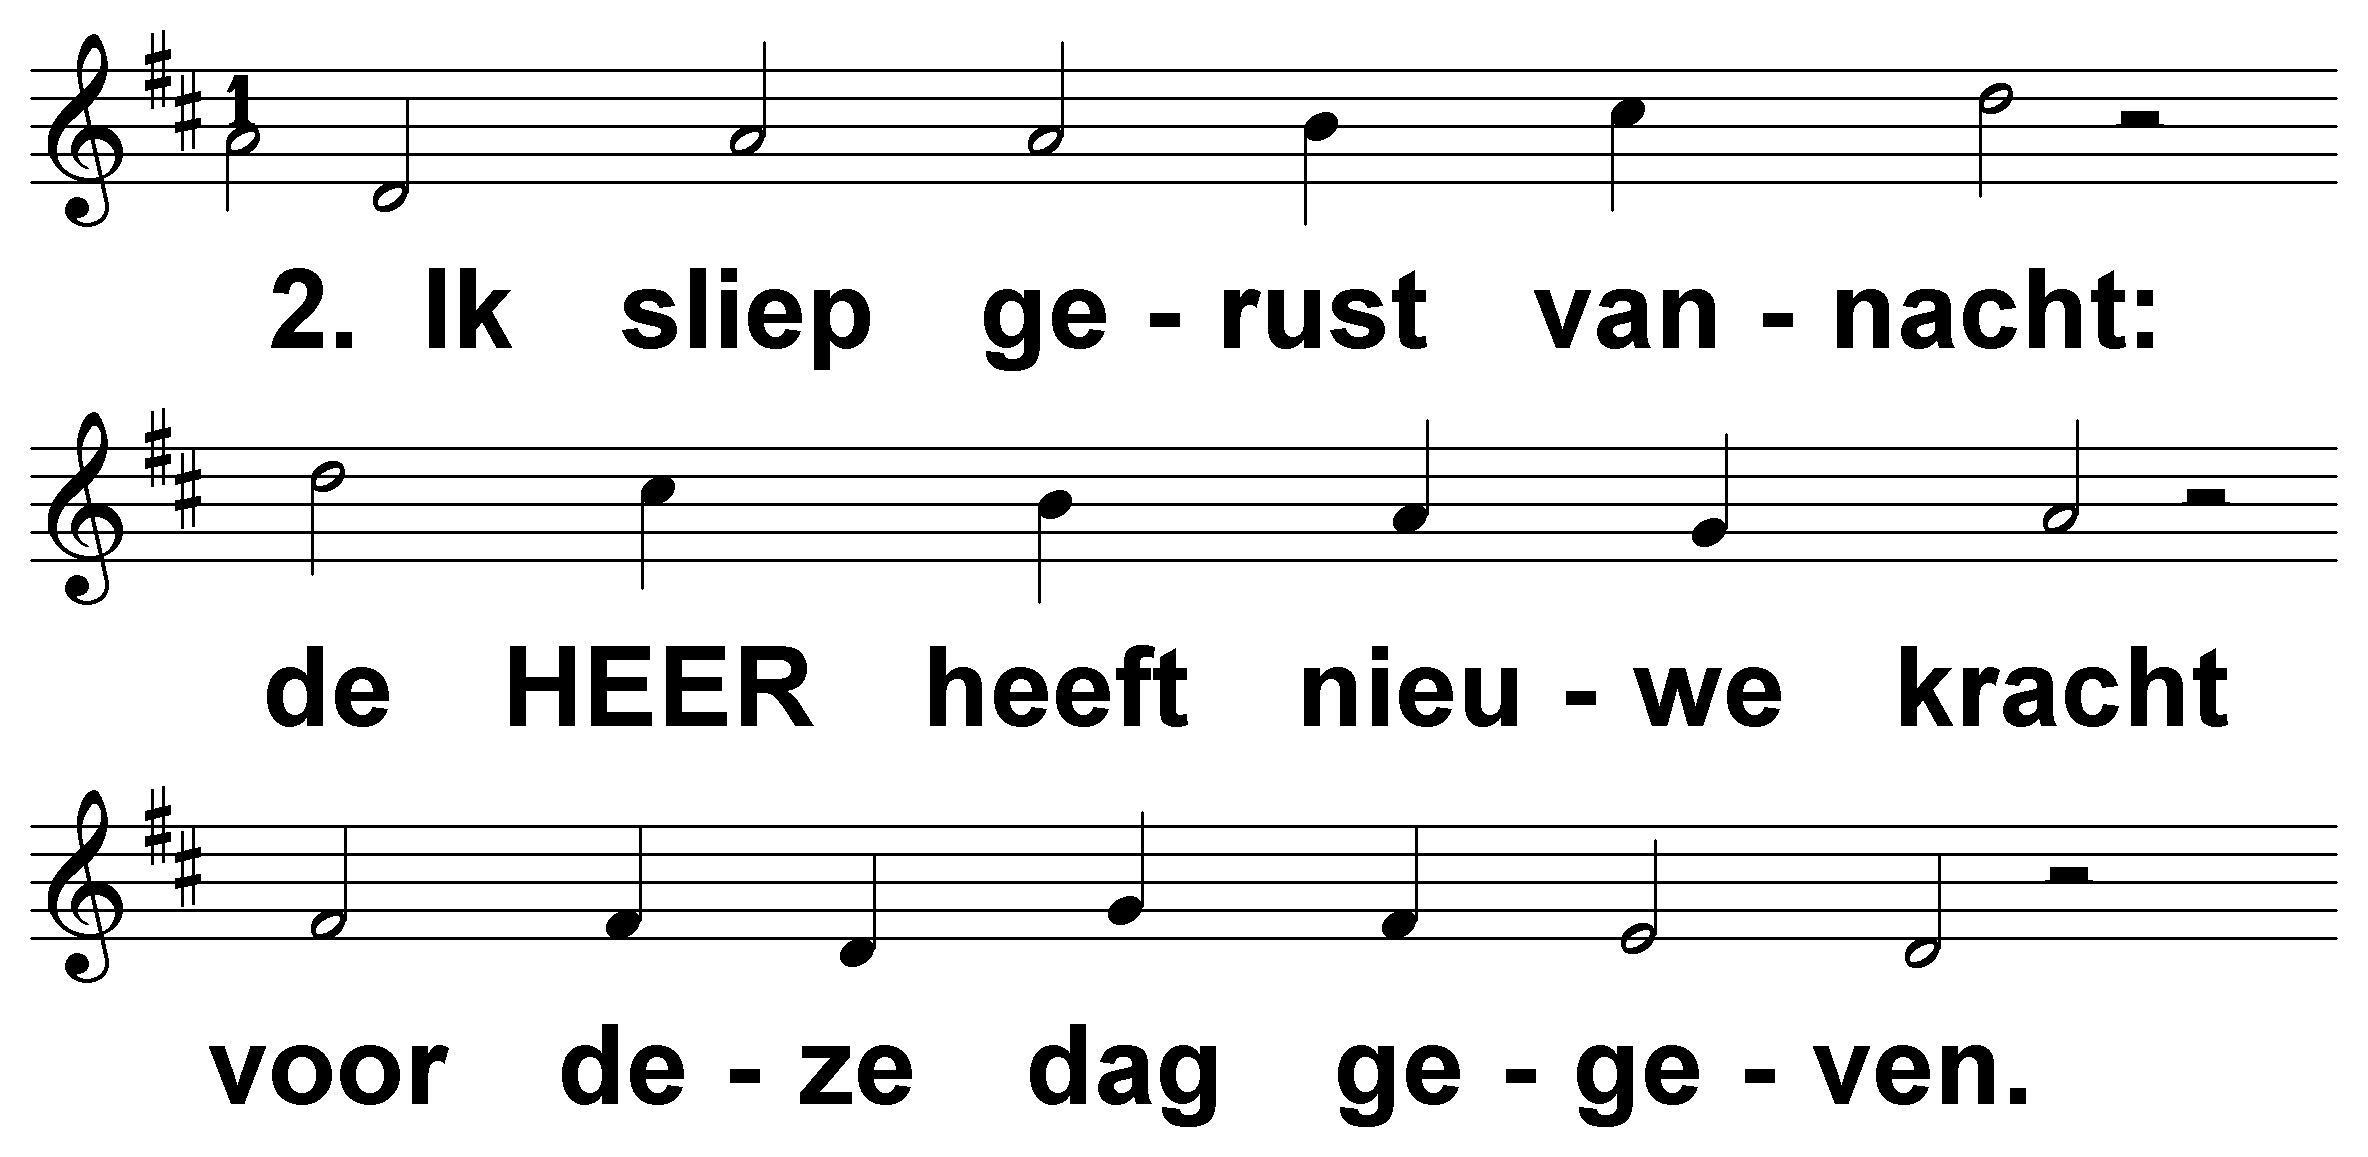 1
2. Ik sliep ge - rust van - nacht:
de HEER heeft nieu - we kracht
voor de - ze dag ge - ge - ven.